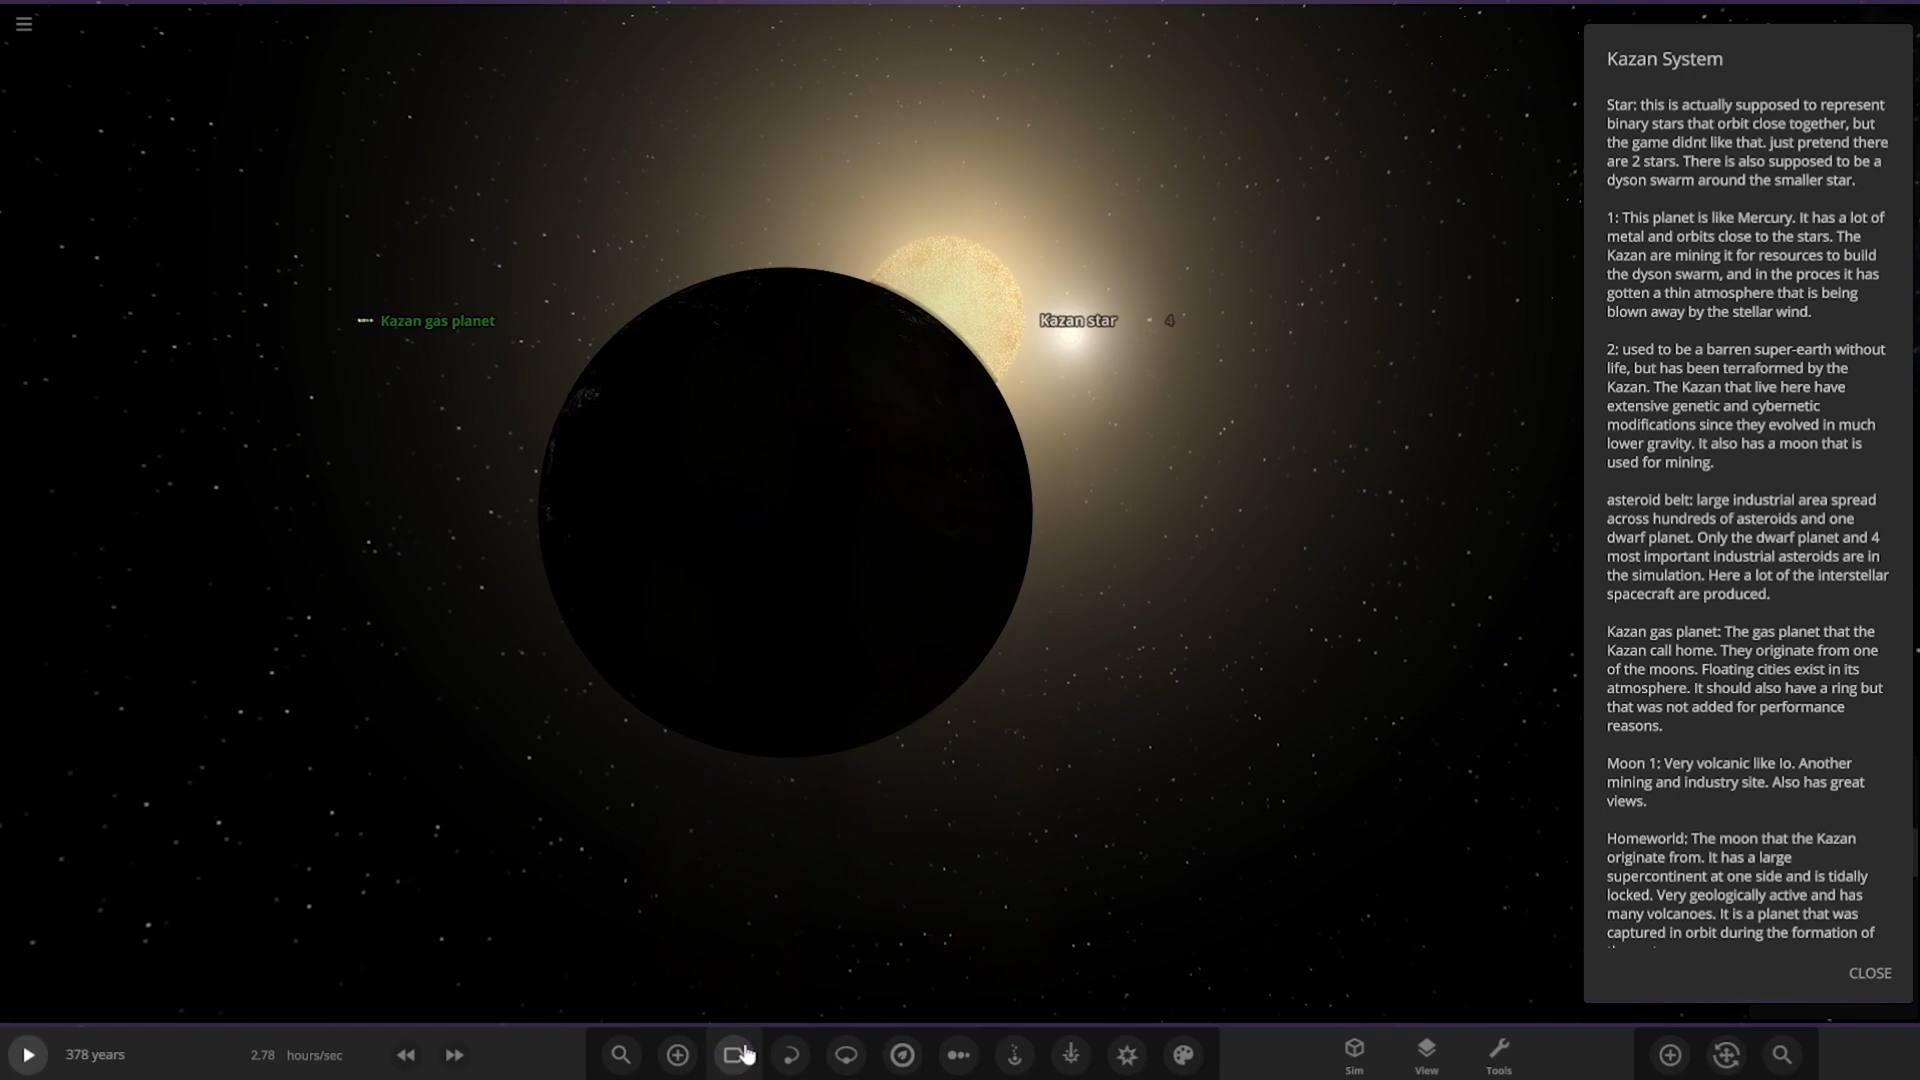 Kazan System
Star: this is actually supposed to represent
binary stars that orbit close together, but
the game didnt like that. just pretend there
are 2 stars. There is also supposed to be a
dyson swarm around the smaller star.
1: This planet is like Mercury. It has a lot of
metal and orbits close to the stars. The
Kazan are mining it for resources to build
the dyson swarm, and in the proces it has
gotten a thin atmosphere that is being
blown away by the stellar wind.
2: used to be a barren super-earth without
life, but has been terraformed by the
Kazan. The Kazan that live here have
extensive genetic and cybernetic
modifications since they evolved in much
lower gravity. It also has a moon that is
used for mining.
asteroid belt: large industrial area spread
across hundreds of asteroids and one
dwarf planet. Only the dwarf planet and 4
most important industrial asteroids are in
the simulation. Here a lot of the interstellar
spacecraft are produced.
Kazan gas planet: The gas planet that the
Kazan call home. They originate from one
of the moons. Floating cities exist in its
atmosphere. It should also have a ring but
that was not added for performance
reasons.
Moon 1: Very volcanic like Io. Another
mining and industry site. Also has great
views.
Homeworld: The moon that the Kazan
originate from. It has a large
supercontinent at one side and is tidally
locked. Very geologically active and has
many volcanoes. It is a planet that was
captured in orbit during the formation of
CLOSE
Kazan gas planet
Kazan star
4
378 years
2.78 hours/sec
Sim
View
Tools